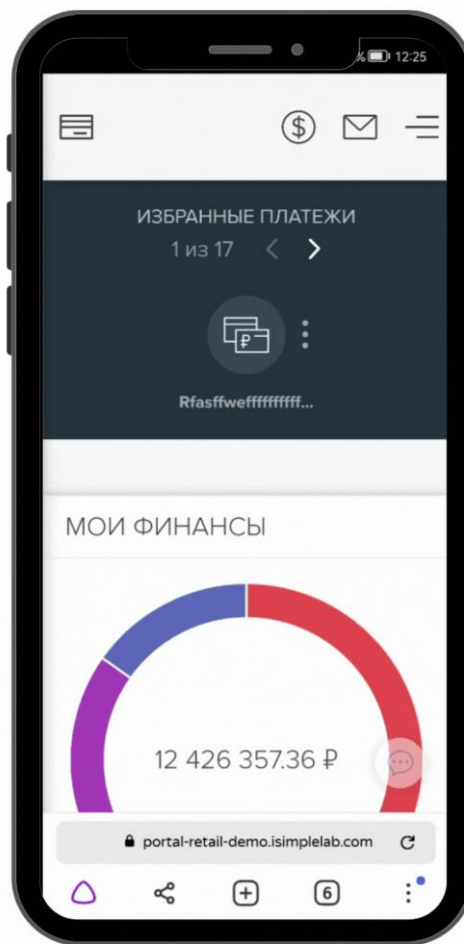 % 12:25
$
ИЗБРАННЫЕ ПЛАТЕЖИ
1 из 17
₽
Rfasffweffffffffff...
МОИ ФИНАНСЫ
12 426 357.36 ₽
portal-retail-demo.isimplelab.com
6